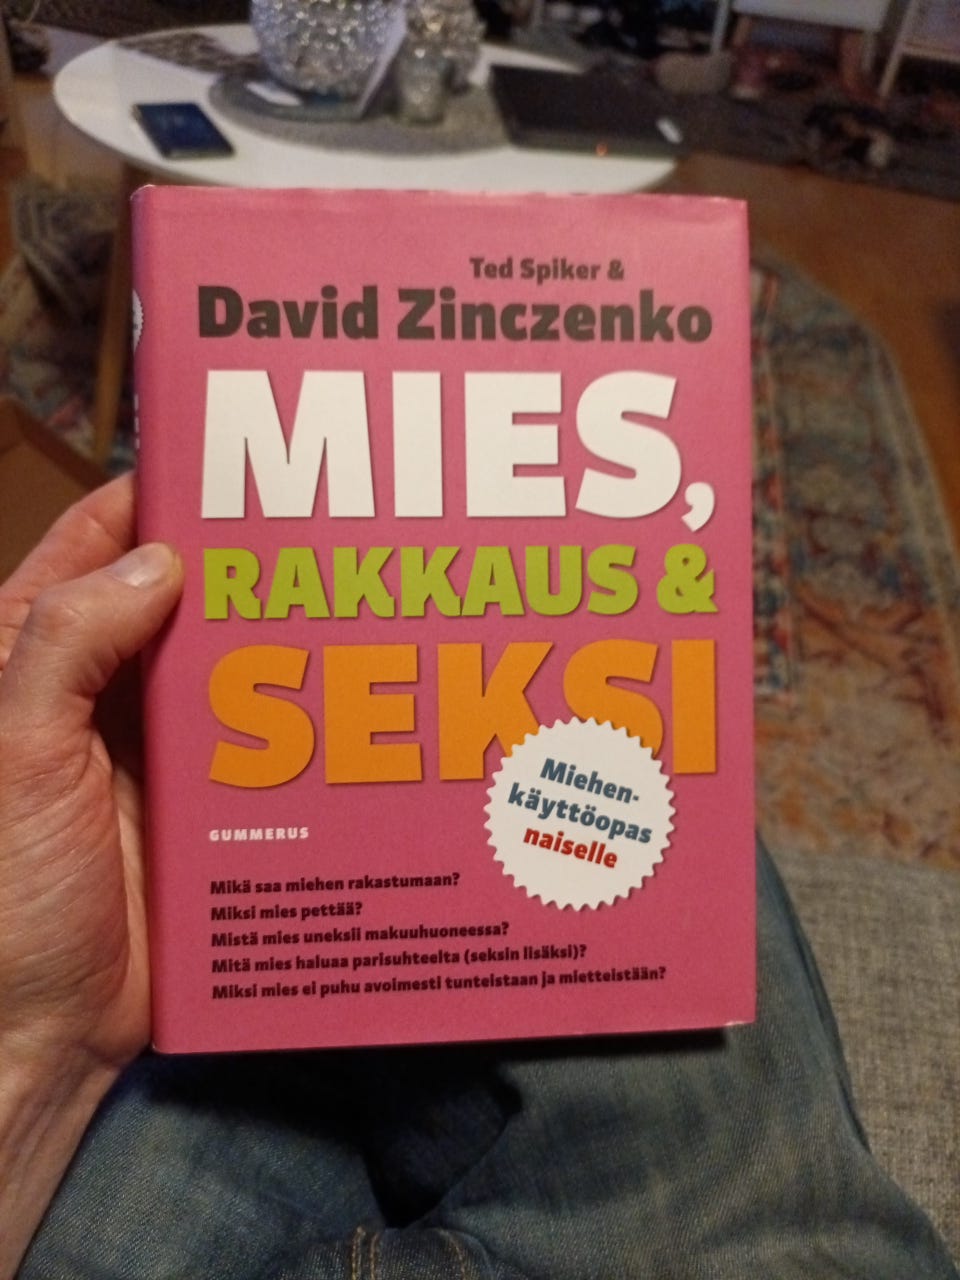 Ted Spiker &
David Zinczenko
MIES,
RAKKAUS &
SEKSI
Miehen-
käyttöopas
naiselle
GUMMERUS
Mikä saa miehen rakastumaan?
Miksi mies pettää?
Mistä mies uneksii makuuhuoneessa?
Mitä mies haluaa parisuhteelta (seksin lisäksi)?
Miksi mies ei puhu avoimesti tunteistaan ja mietteistään?